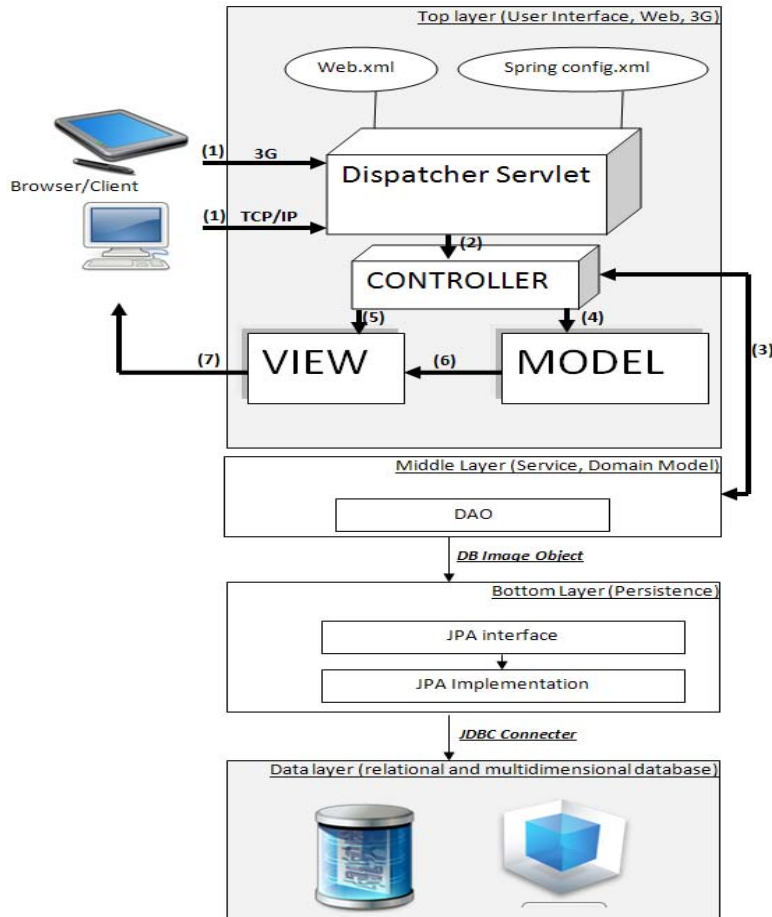 Top layer (User Interface, Web, 3G)
Web.xml
Spring config.xml
(1) 3G
Dispatcher Servlet
Browser/Client
(1) TCP/IP
(2)
CONTROLLER
(5)
(4)
(3)
VIEW
(6)
MODEL
(7)
Middle Layer (Service, Domain Model)
DAO
DB Image Object
Bottom Layer (Persistence)
JPA interface
JPA Implementation
JDBC Connecter
Data layer (relational and multidimensional database)